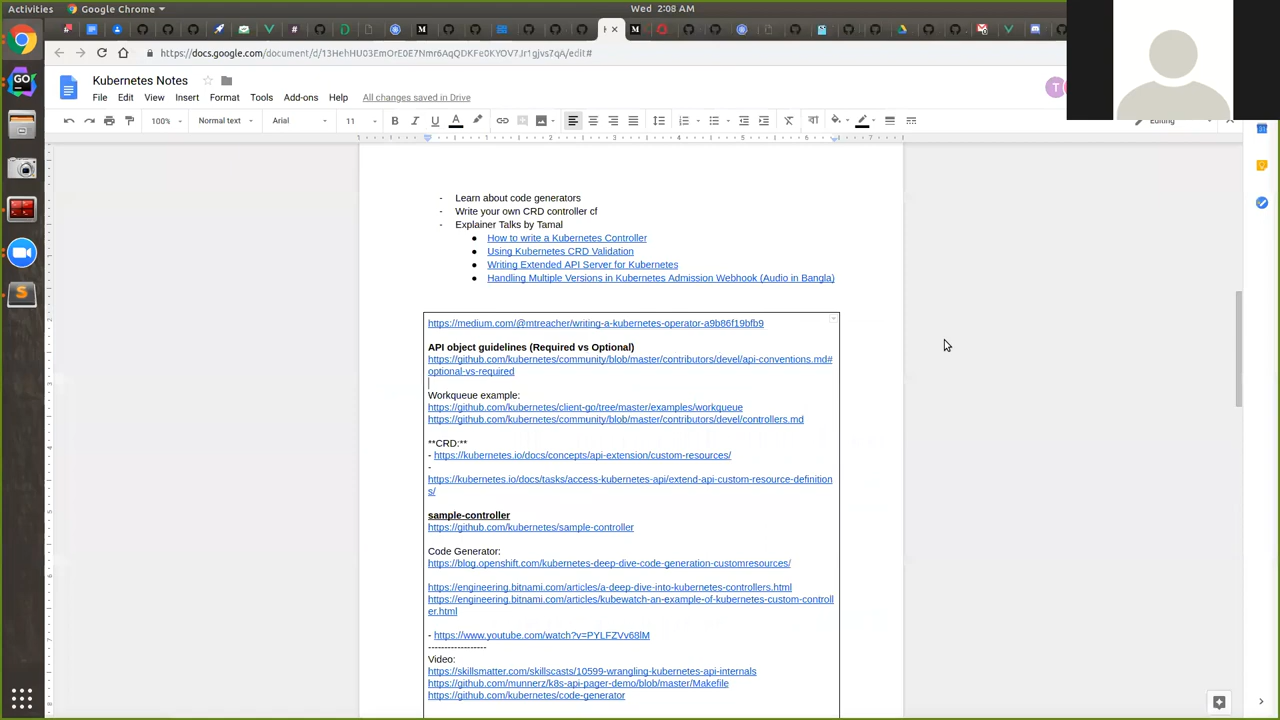 Activities
Google Chrome
Wed 2:08 AM
https://docs.google.com/document/d/13HehHU03EmOrE0E7Nmr6AqQDKFe0KYOV7Jr1gjvs7qA/edit#
Kubernetes Notes
File Edit View Insert Format Tools Add-ons Help All changes saved in Drive
100% Normal text Arial 11 Editing
- Learn about code generators
- Write your own CRD controller cf
- Explainer Talks by Tamal
● How to write a Kubernetes Controller
● Using Kubernetes CRD Validation
● Writing Extended API Server for Kubernetes
● Handling Multiple Versions in Kubernetes Admission Webhook (Audio in Bangla)
https://medium.com/@mtreacher/writing-a-kubernetes-operator-a9b86f19bfb9
API object guidelines (Required vs Optional)
https://github.com/kubernetes/community/blob/master/contributors/devel/api-conventions.md#
optional-vs-required
Workqueue example:
https://github.com/kubernetes/client-go/tree/master/examples/workqueue
https://github.com/kubernetes/community/blob/master/contributors/devel/controllers.md
**CRD:**
- https://kubernetes.io/docs/concepts/api-extension/custom-resources/
-
https://kubernetes.io/docs/tasks/access-kubernetes-api/extend-api-custom-resource-definition
s/
sample-controller
https://github.com/kubernetes/sample-controller
Code Generator:
https://blog.openshift.com/kubernetes-deep-dive-code-generation-customresources/
https://engineering.bitnami.com/articles/a-deep-dive-into-kubernetes-controllers.html
https://engineering.bitnami.com/articles/kubewatch-an-example-of-kubernetes-custom-controll
er.html
- https://www.youtube.com/watch?v=PYLFZVv68lM
-----------------
Video:
https://skillsmatter.com/skillscasts/10599-wrangling-kubernetes-api-internals
https://github.com/munnerz/k8s-api-pager-demo/blob/master/Makefile
https://github.com/kubernetes/code-generator